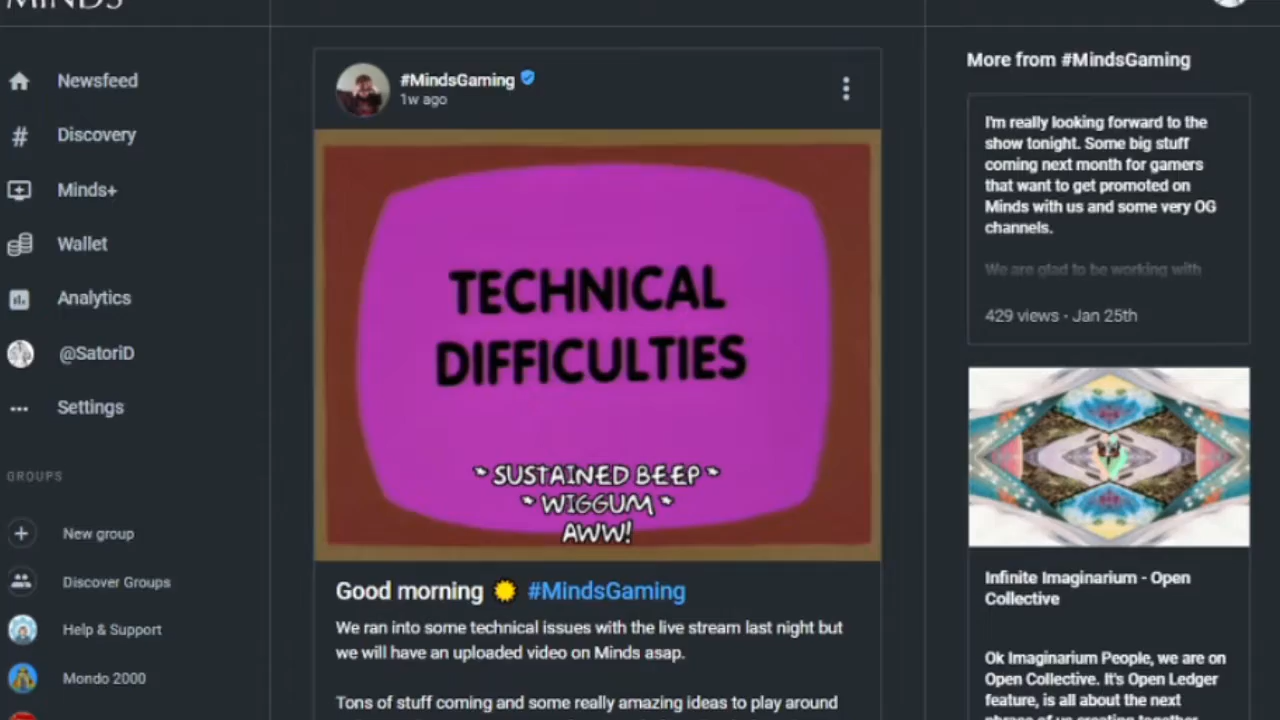 MINDS
Newsfeed
Discovery
Minds+
Wallet
Analytics
@SatoriD
Settings
GROUPS
New group
Discover Groups
Help & Support
Mondo 2000
#MindsGaming
1w ago
TECHNICAL
DIFFICULTIES
~ SUSTAINED BEEP ~
~ WIGGUM ~
AWW!
Good morning #MindsGaming
We ran into some technical issues with the live stream last night but
we will have an uploaded video on Minds asap.
Tons of stuff coming and some really amazing ideas to play around
More from #MindsGaming
I'm really looking forward to the
show tonight. Some big stuff
coming next month for gamers
that want to get promoted on
Minds with us and some very OG
channels.
We are glad to be working with
429 views · Jan 25th
Infinite Imaginarium - Open
Collective
Ok Imaginarium People, we are on
Open Collective. It's Open Ledger
feature, is all about the next
phrase of us creating together